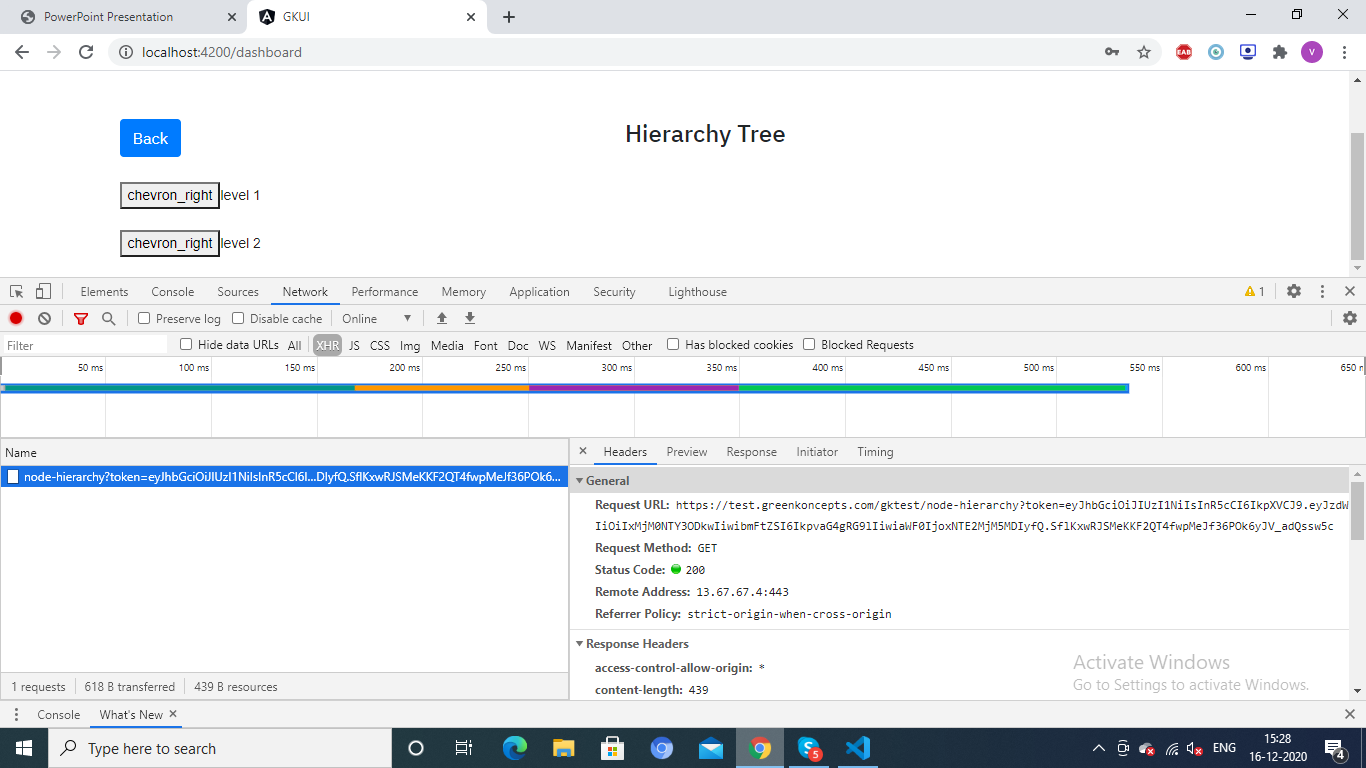 PowerPoint Presentation
GKUI
localhost:4200/dashboard
EAB
V
Back
Hierarchy Tree
chevron_right level 1
chevron_right level 2
Elements Console Sources Network Performance Memory Application Security Lighthouse 1
Preserve log Disable cache Online
Filter Hide data URLs All XHR JS CSS Img Media Font Doc WS Manifest Other Has blocked cookies Blocked Requests
50 ms 100 ms 150 ms 200 ms 250 ms 300 ms 350 ms 400 ms 450 ms 500 ms 550 ms 600 ms 650 m
Name
node-hierarchy?token=eyJhbGciOiJIUzI1NiIsInR5cCI6I...DIyfQ.SflKxwRJSMeKKF2QT4fwpMeJf36POk6...
Headers Preview Response Initiator Timing
General
Request URL: https://test.greenkoncepts.com/gktest/node-hierarchy?token=eyJhbGciOiJIUzI1NiIsInR5cCI6IkpXVCJ9.eyJzdW
IiOiIxMjM0NTY3ODkwIiwibmFtZSI6IkpvaG4gRG9lIiwiaWF0IjoxNTE2MjM5MDIyfQ.SflKxwRJSMeKKF2QT4fwpMeJf36POk6yJV_adQssw5c
Request Method: GET
Status Code: 200
Remote Address: 13.67.67.4:443
Referrer Policy: strict-origin-when-cross-origin
Response Headers
access-control-allow-origin: *
content-length: 439
1 requests 618 B transferred 439 B resources
Activate Windows
Go to Settings to activate Windows.
Console What's New
Type here to search
5
ENG
15:28
16-12-2020
4